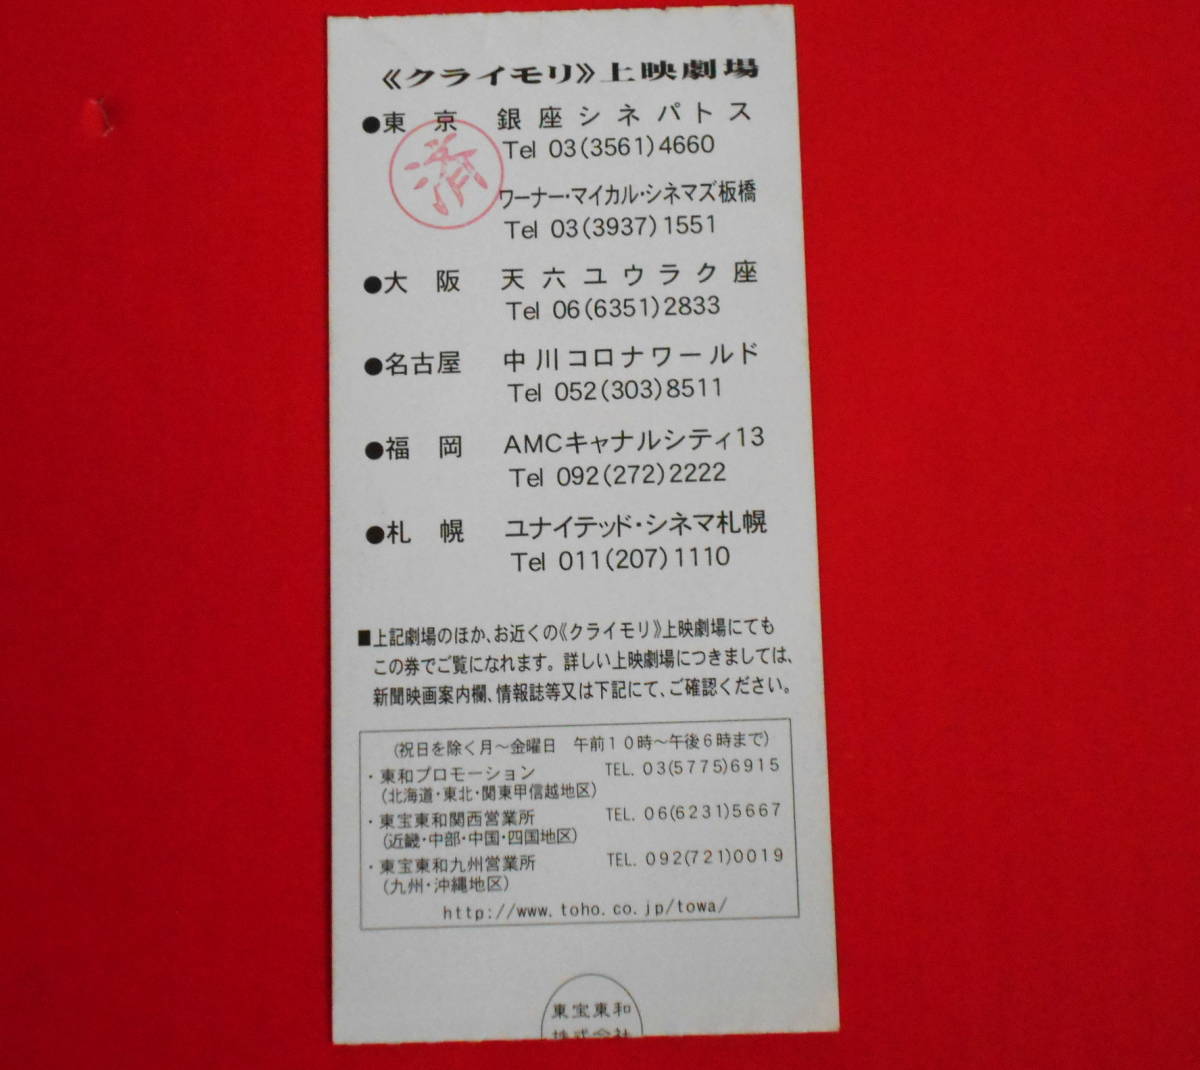 《クライモリ》上映劇場
●東 京 銀座シネパトス
Tel 03(3561)4660
済
ワーナー・マイカル・シネマズ板橋
Tel 03(3937)1551
●大 阪 天六ユウラク座
Tel 06(6351)2833
●名古屋 中川コロナワールド
Tel 052(303)8511
●福 岡 AMCキャナルシティ13
Tel 092(272)2222
●札 幌 ユナイテッド・シネマ札幌
Tel 011(207)1110
■上記劇場のほか、お近くの《クライモリ》上映劇場にても
この券でご覧になれます。詳しい上映劇場につきましては、
新聞映画案内欄、情報誌等又は下記にて、ご確認ください。
(祝日を除く月〜金曜日 午前10時〜午後6時まで)
・東和プロモーション TEL. 03(5775)6915
(北海道・東北・関東甲信越地区)
・東宝東和関西営業所 TEL. 06(6231)5667
(近畿・中部・中国・四国地区)
・東宝東和九州営業所 TEL. 092(721)0019
(九州・沖縄地区)
http://www.toho.co.jp/towa/
東宝東和
株式会社